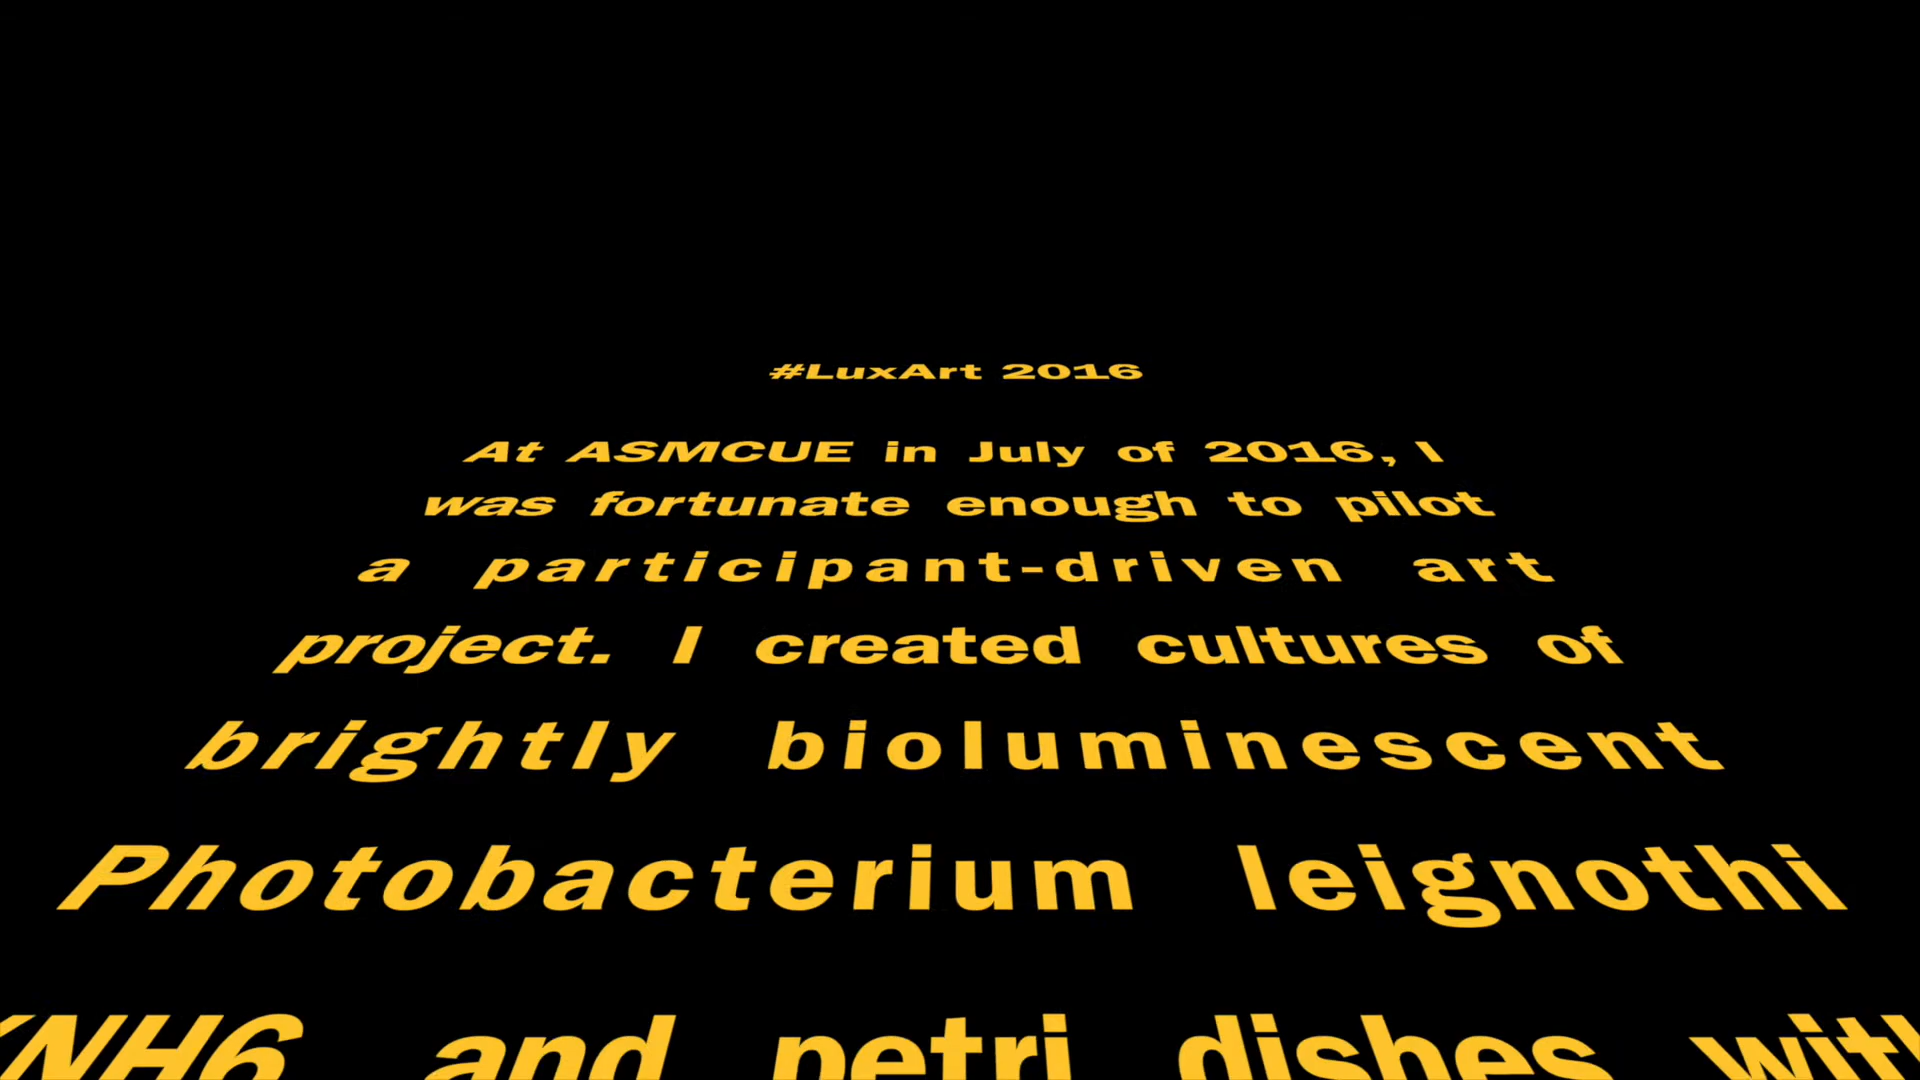 #LuxArt 2016
At ASMCUE in July of 2016, I
was fortunate enough to pilot
a participant-driven art
project. I created cultures of
brightly bioluminescent
Photobacterium leignothi
and petri dishes with